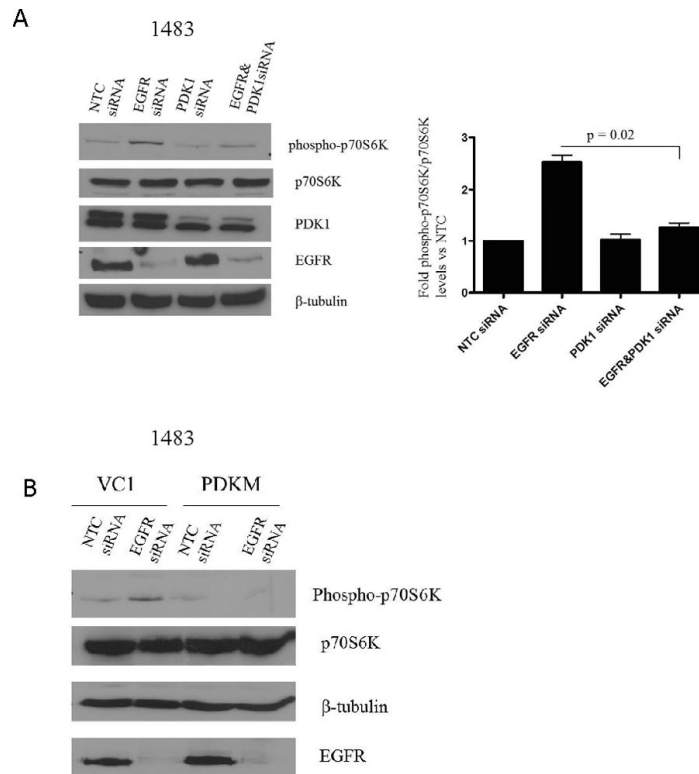 A
1483
NTC
siRNA
EGFR
siRNA
PDK1
siRNA
EGFR&
PDK1siRNA
phospho-p70S6K
p70S6K
PDK1
EGFR
β-tubulin
Fold phospho-p70S6K/p70S6K
levels vs NTC
3
2
1
0
p = 0.02
NTC siRNA
EGFR siRNA
PDK1 siRNA
EGFR&PDK1 siRNA
B
1483
VC1
PDKM
NTC
siRNA
EGFR
siRNA
NTC
siRNA
EGFR
siRNA
Phospho-p70S6K
p70S6K
β-tubulin
EGFR